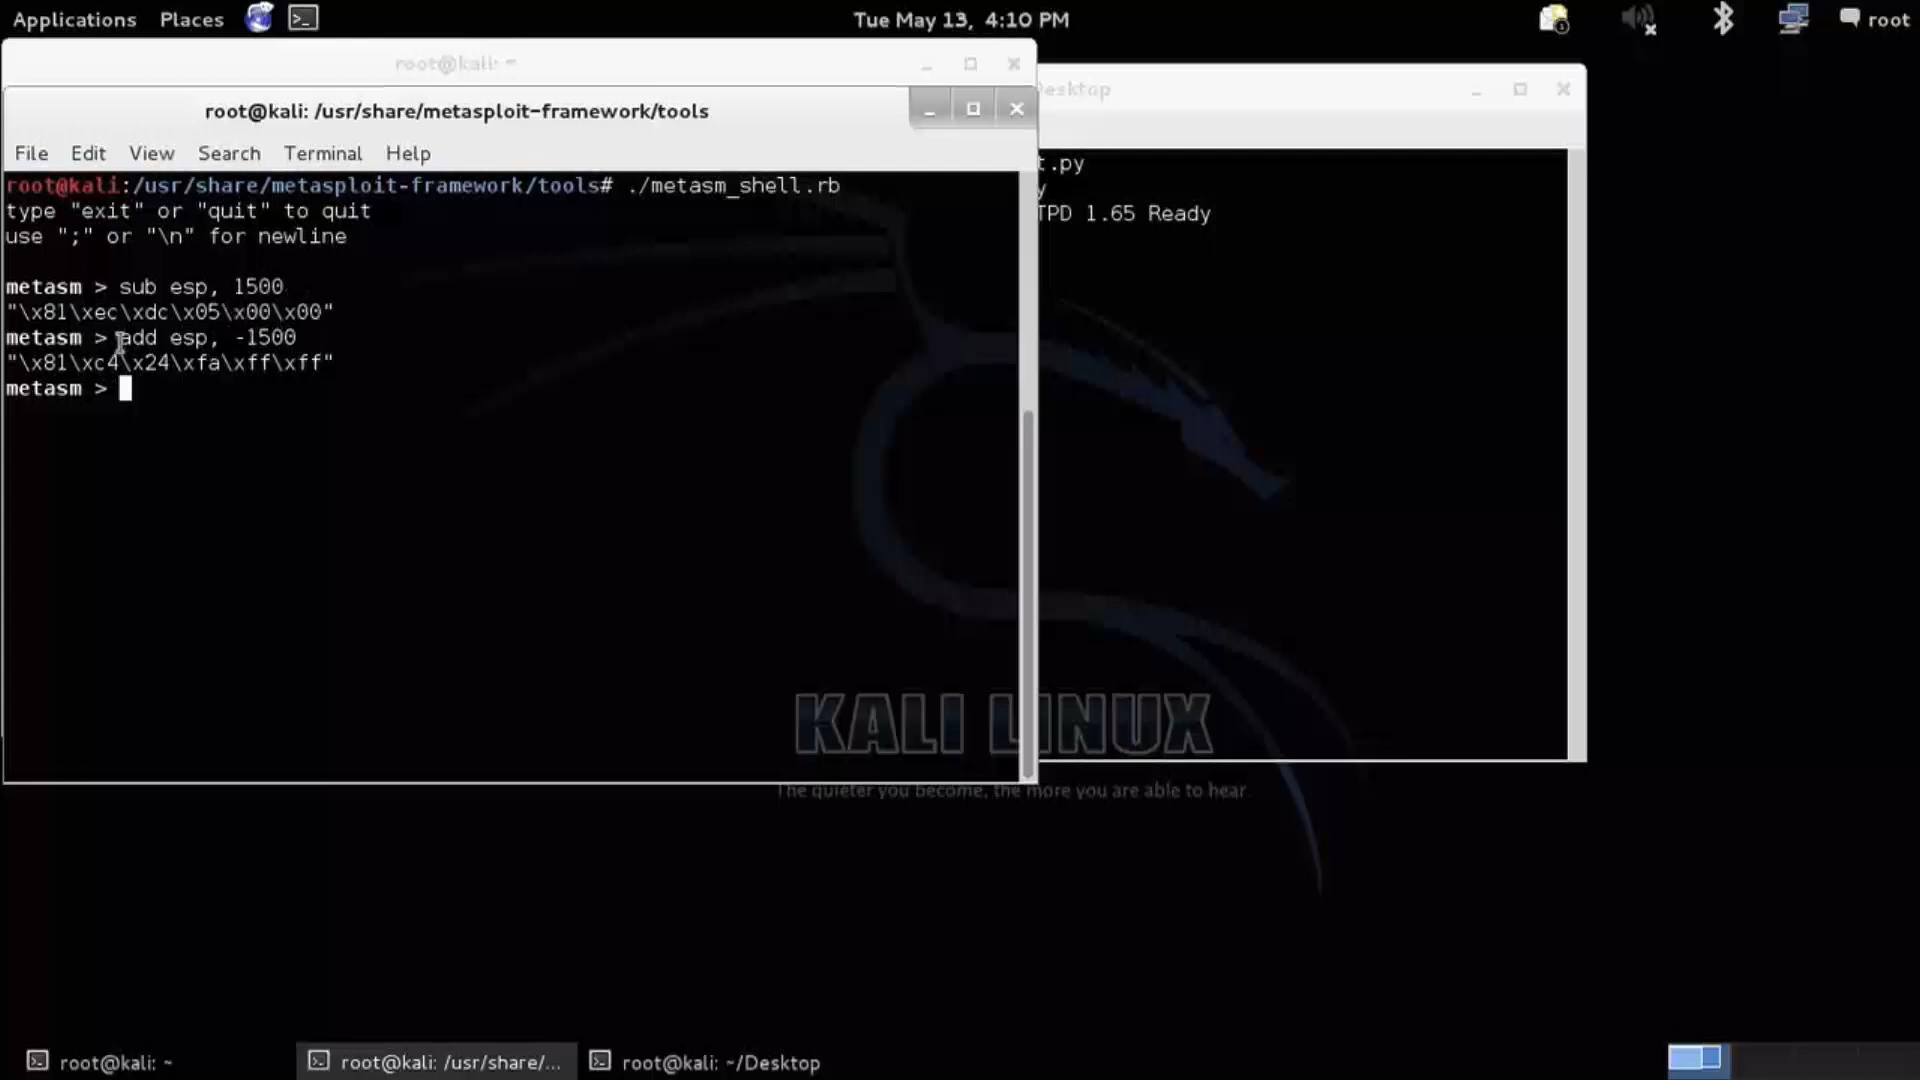 Applications Places Tue May 13, 4:10 PM root
root@kali: ~
root@kali: /usr/share/metasploit-framework/tools
File Edit View Search Terminal Help
root@kali:/usr/share/metasploit-framework/tools# ./metasm_shell.rb
type "exit" or "quit" to quit
use ";" or "\n" for newline
metasm > sub esp, 1500
"\x81\xec\xdc\x05\x00\x00"
metasm > add esp, -1500
"\x81\xc4\x24\xfa\xff\xff"
metasm >
Desktop
t.py
y
TPD 1.65 Ready
KALI LINUX
The quieter you become, the more you are able to hear.
root@kali: ~ root@kali: /usr/share/... root@kali: ~/Desktop